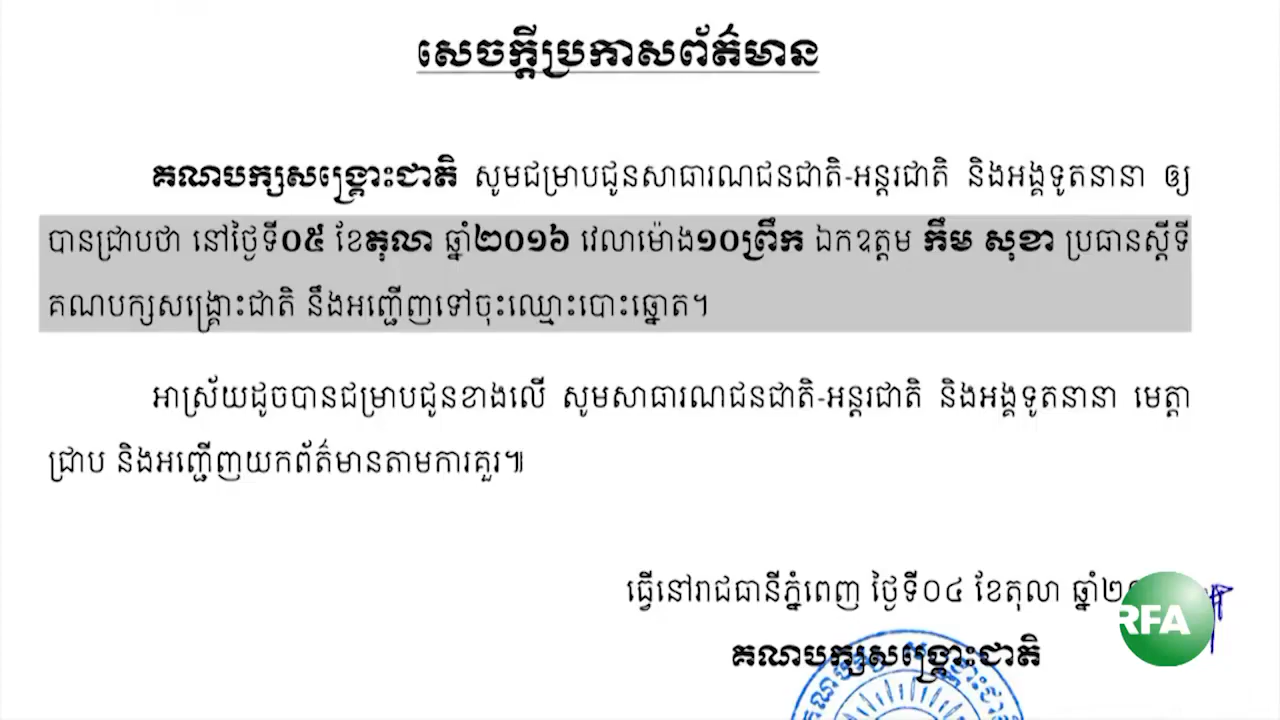 សេចក្តីប្រកាសព័ត៌មាន
គណបក្សសង្គ្រោះជាតិ សូមជម្រាបជូនសាធារណជនជាតិ-អន្តរជាតិ និងអង្គទូតនានា ឲ្យ
បានជ្រាបថា នៅថ្ងៃទី០៥ ខែតុលា ឆ្នាំ២០១៦ វេលាម៉ោង១០ព្រឹក ឯកឧត្តម កឹម សុខា ប្រធានស្តីទី
គណបក្សសង្គ្រោះជាតិ នឹងអញ្ជើញទៅចុះឈ្មោះបោះឆ្នោត។
អាស្រ័យដូចបានជម្រាបជូនខាងលើ សូមសាធារណជនជាតិ-អន្តរជាតិ និងអង្គទូតនានា មេត្តា
ជ្រាប និងអញ្ជើញយកព័ត៌មានតាមការគួរ៕
ធ្វើនៅរាជធានីភ្នំពេញ ថ្ងៃទី០៤ ខែតុលា ឆ្នាំ
RFA
គណបក្សសង្គ្រោះជាតិ
គណបក្សសង្គ្រោះជាតិ